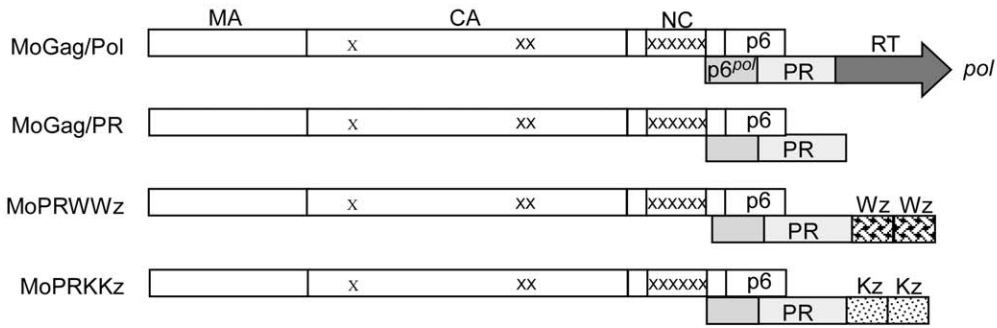 MA CA NC
MoGag/Pol x xx xxxxxx p6 RT
p6pol PR pol
MoGag/PR x xx xxxxxx p6
PR
MoPRWWz x xx xxxxxx p6 Wz Wz
PR
MoPRKKz x xx xxxxxx p6 Kz Kz
PR